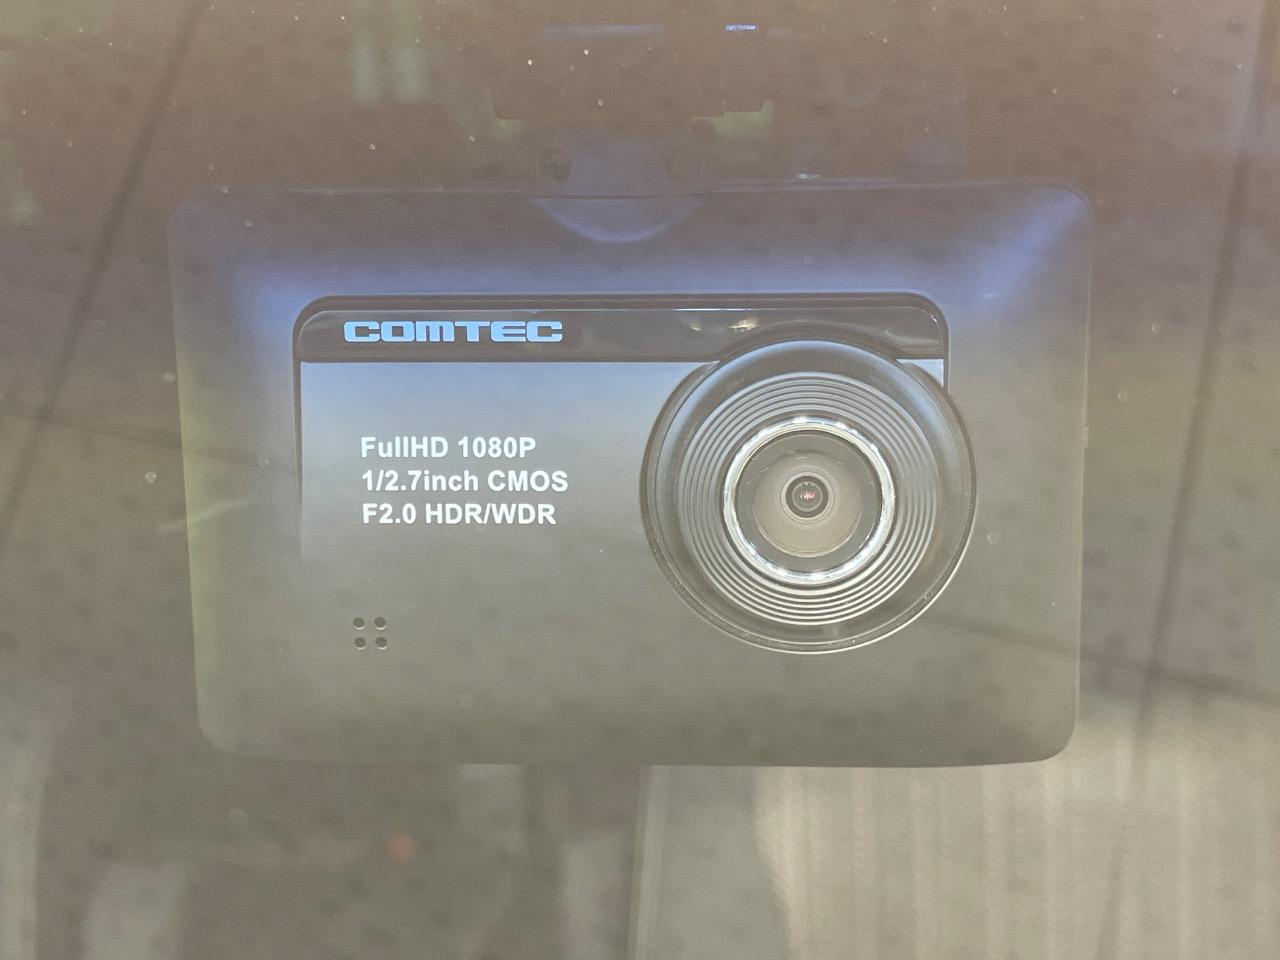 COMTEC
FullHD 1080P
1/2.7inch CMOS
F2.0 HDR/WDR